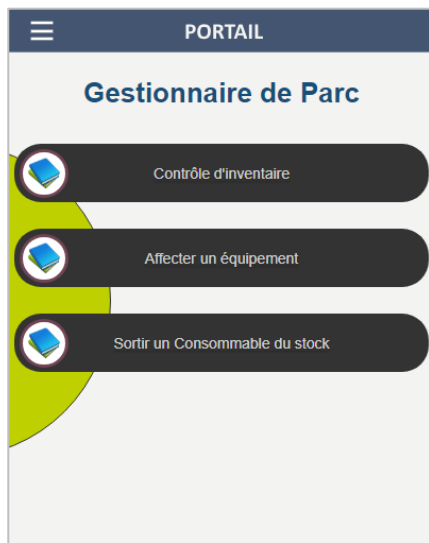 PORTAIL
Gestionnaire de Parc
Contrôle d'inventaire
Affecter un équipement
Sortir un Consommable du stock